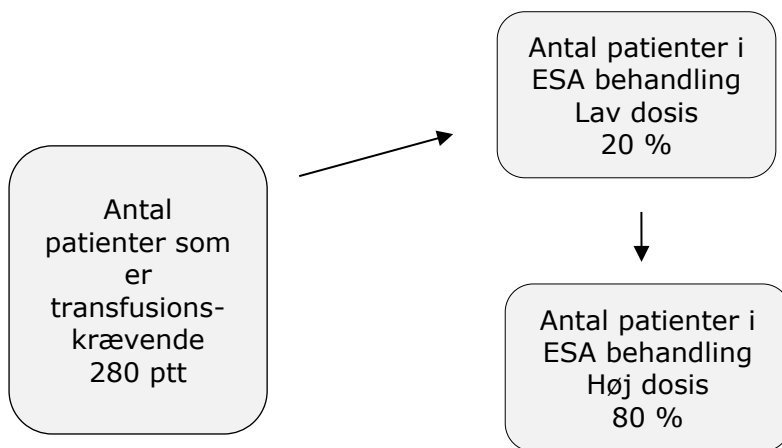 Antal
patienter som
er
transfusions-
krævende
280 ptt
Antal patienter i
ESA behandling
Lav dosis
20 %
Antal patienter i
ESA behandling
Høj dosis
80 %